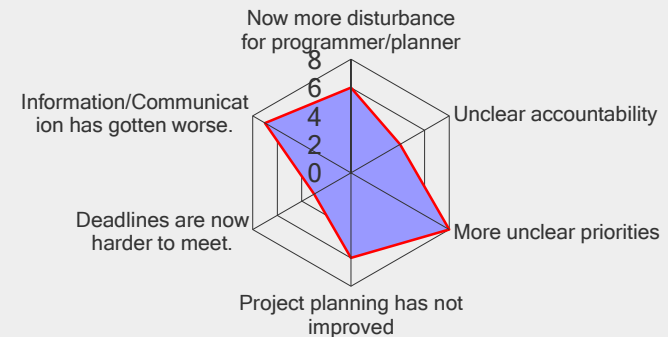 Now more disturbance
for programmer/planner
8
6
4
2
0
Information/Communicat
ion has gotten worse.
Unclear accountability
Deadlines are now
harder to meet.
More unclear priorities
Project planning has not
improved